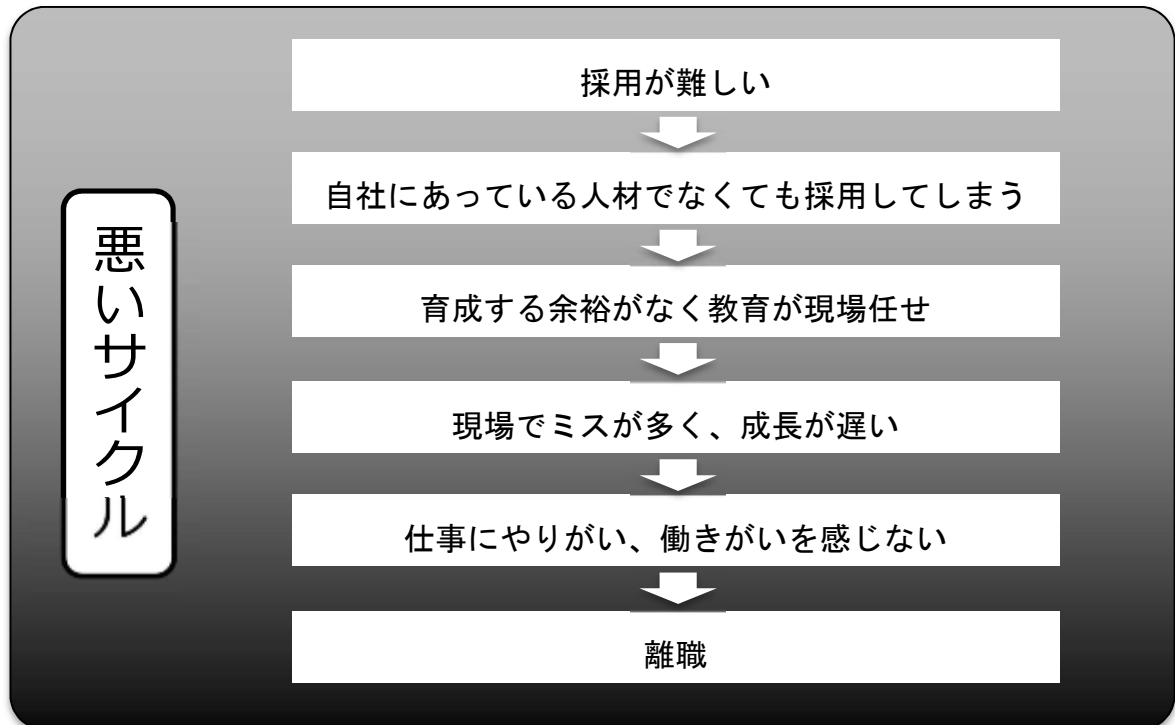 悪いサイクル
採用が難しい
自社にあっている人材でなくても採用してしまう
育成する余裕がなく教育が現場任せ
現場でミスが多く、成長が遅い
仕事にやりがい、働きがいを感じない
離職